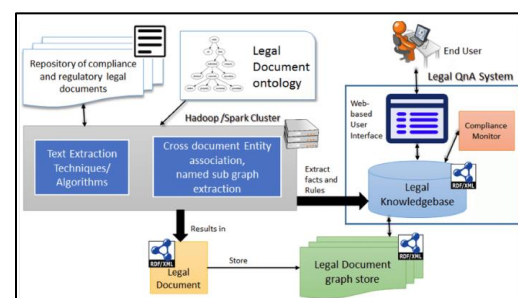 Repository of compliance
and regulatory legal
documents
Legal
Document
ontology
End User
Legal QnA System
Web-
based
User
Interface
Compliance
Monitor
Hadoop /Spark Cluster
Text Extraction
Techniques/
Algorithms
Cross document Entity
association,
named sub graph
extraction
Extract
facts and
Rules
RDF/XML
Legal
Knowledgebase
Results in
RDF/XML
Legal
Document
Store
RDF/XML
Legal Document
graph store